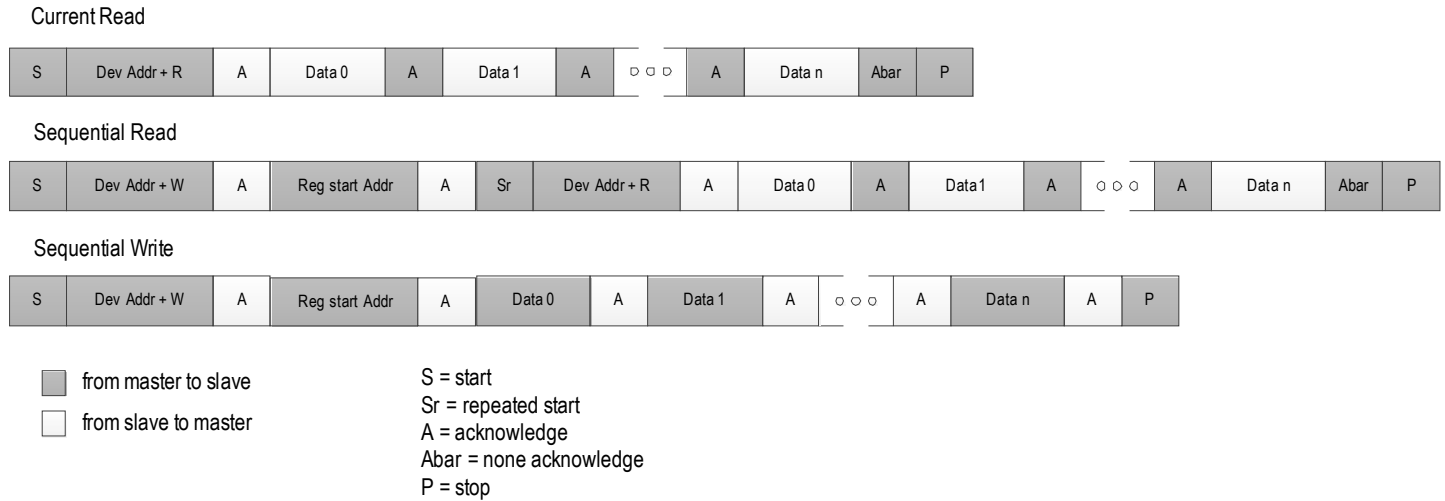 Current Read
S Dev Addr + R A Data 0 A Data 1 A A Data n Abar P
Sequential Read
S Dev Addr + W A Reg start Addr A Sr Dev Addr + R A Data 0 A Data1 A A Data n Abar P
Sequential Write
S Dev Addr + W A Reg start Addr A Data 0 A Data 1 A A Data n A P
from master to slave
from slave to master
S = start
Sr = repeated start
A = acknowledge
Abar = none acknowledge
P = stop